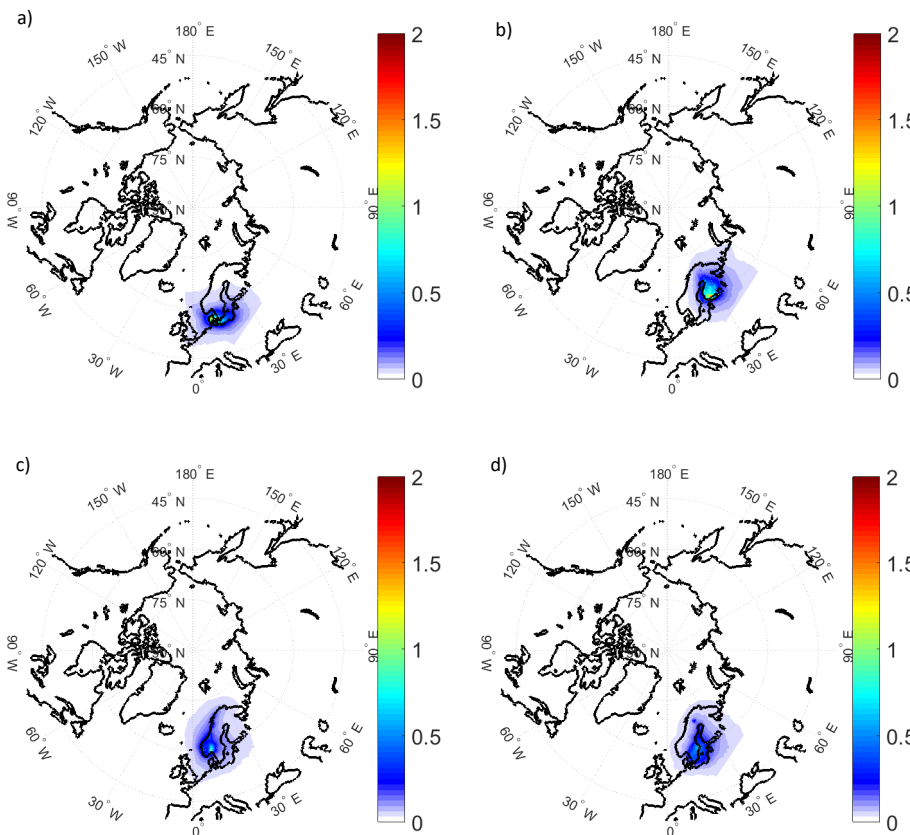 a)
180° E
150° W
45° N
150° E
2
120° W
60° N
120° E
1.5
75° N
90° W
° N
90° E
1
60° W
60° E
0.5
30° W
30° E
0°
0
b)
180° E
150° W
45° N
150° E
2
120° W
60° N
120° E
1.5
75° N
90° W
° N
90° E
1
60° W
60° E
0.5
30° W
30° E
0°
0
c)
180° E
150° W
45° N
150° E
2
120° W
60° N
120° E
1.5
75° N
90° W
° N
90° E
1
60° W
60° E
0.5
30° W
30° E
0°
0
d)
180° E
150° W
45° N
150° E
2
120° W
60° N
120° E
1.5
75° N
90° W
° N
90° E
1
60° W
60° E
0.5
30° W
30° E
0°
0